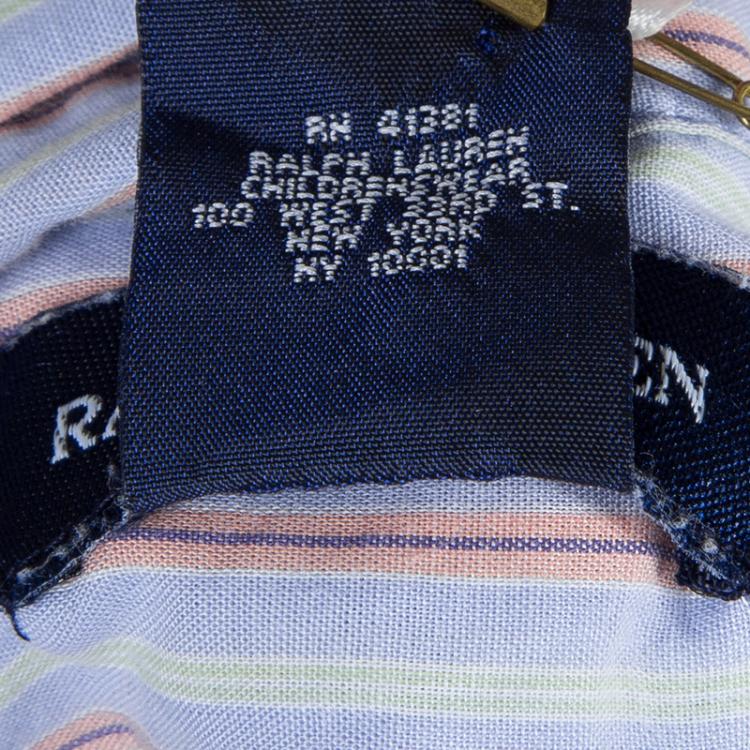 RN 41381
RALPH LAUREN
CHILDRENSWEAR
100 WEST 33RD ST.
NEW YORK
NY 10001